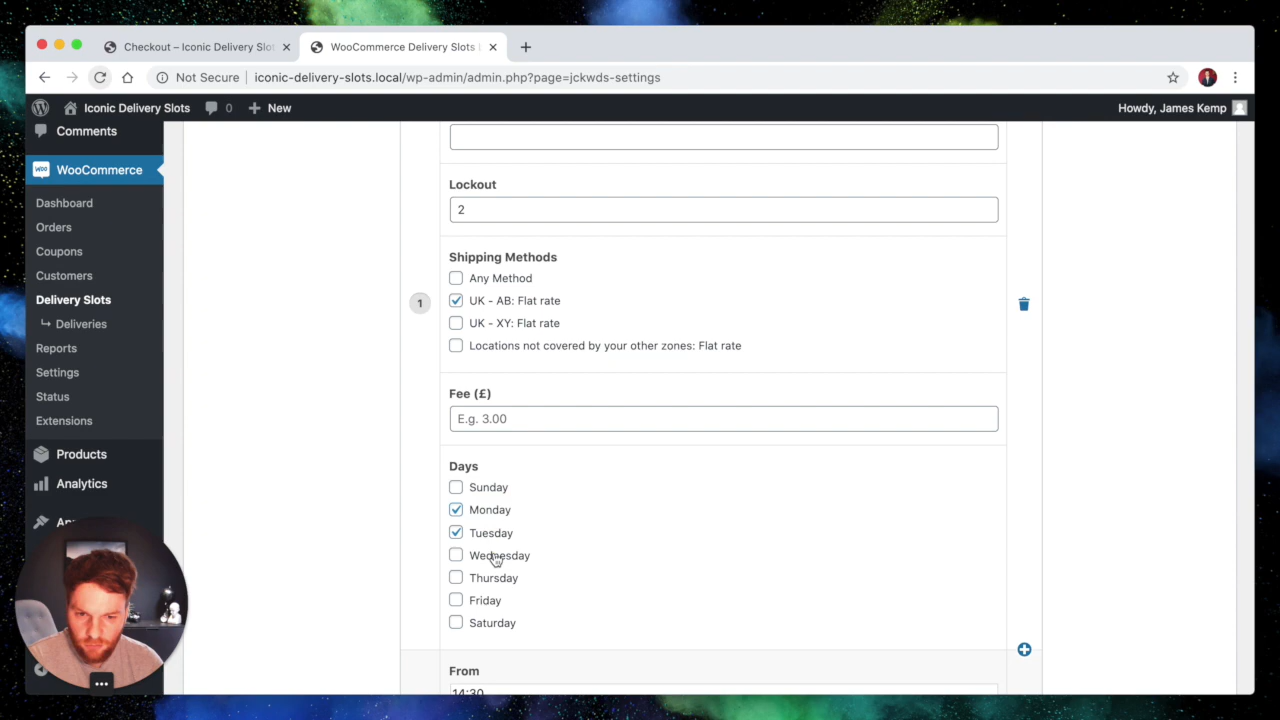 Checkout – Iconic Delivery Slot
WooCommerce Delivery Slots
Not Secure
iconic-delivery-slots.local/wp-admin/admin.php?page=jckwds-settings
Iconic Delivery Slots
0
New
Howdy, James Kemp
Comments
WooCommerce
Dashboard
Orders
Coupons
Customers
Delivery Slots
↳ Deliveries
Reports
Settings
Status
Extensions
Products
Analytics
Lockout
2
Shipping Methods
Any Method
1
UK - AB: Flat rate
UK - XY: Flat rate
Locations not covered by your other zones: Flat rate
Fee (£)
E.g. 3.00
Days
Sunday
Monday
Tuesday
Wednesday
Thursday
Friday
Saturday
From
14:30